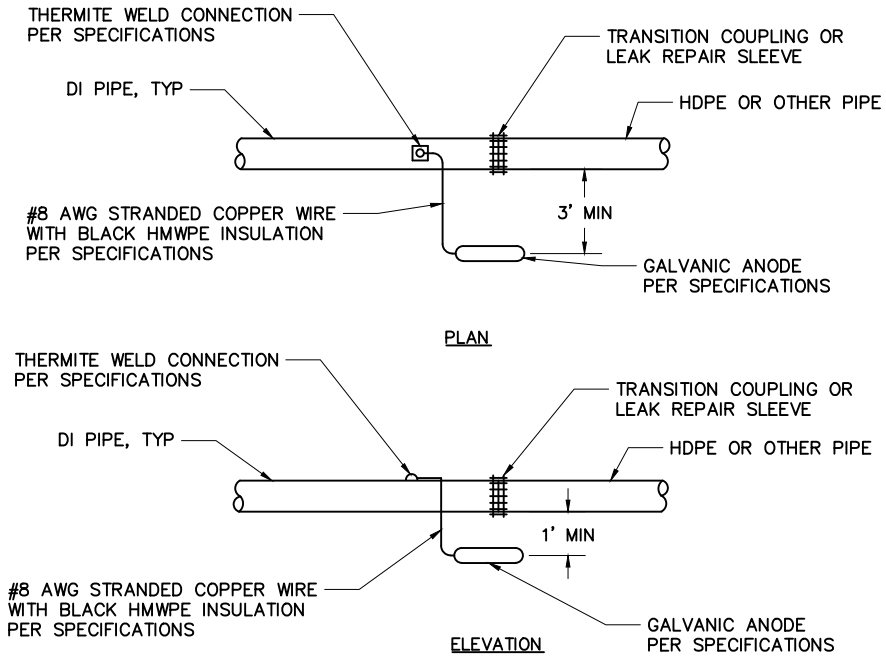 THERMITE WELD CONNECTION
PER SPECIFICATIONS
TRANSITION COUPLING OR
LEAK REPAIR SLEEVE
DI PIPE, TYP
HDPE OR OTHER PIPE
#8 AWG STRANDED COPPER WIRE
WITH BLACK HMWPE INSULATION
PER SPECIFICATIONS
3' MIN
GALVANIC ANODE
PER SPECIFICATIONS
PLAN
THERMITE WELD CONNECTION
PER SPECIFICATIONS
TRANSITION COUPLING OR
LEAK REPAIR SLEEVE
DI PIPE, TYP
HDPE OR OTHER PIPE
1' MIN
#8 AWG STRANDED COPPER WIRE
WITH BLACK HMWPE INSULATION
PER SPECIFICATIONS
GALVANIC ANODE
PER SPECIFICATIONS
ELEVATION